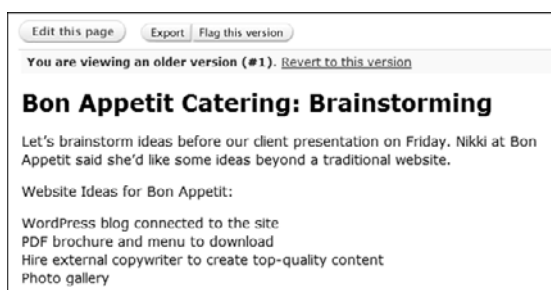 Edit this page Export Flag this version
You are viewing an older version (#1). Revert to this version
Bon Appetit Catering: Brainstorming
Let's brainstorm ideas before our client presentation on Friday. Nikki at Bon
Appetit said she'd like some ideas beyond a traditional website.
Website Ideas for Bon Appetit:
WordPress blog connected to the site
PDF brochure and menu to download
Hire external copywriter to create top-quality content
Photo gallery